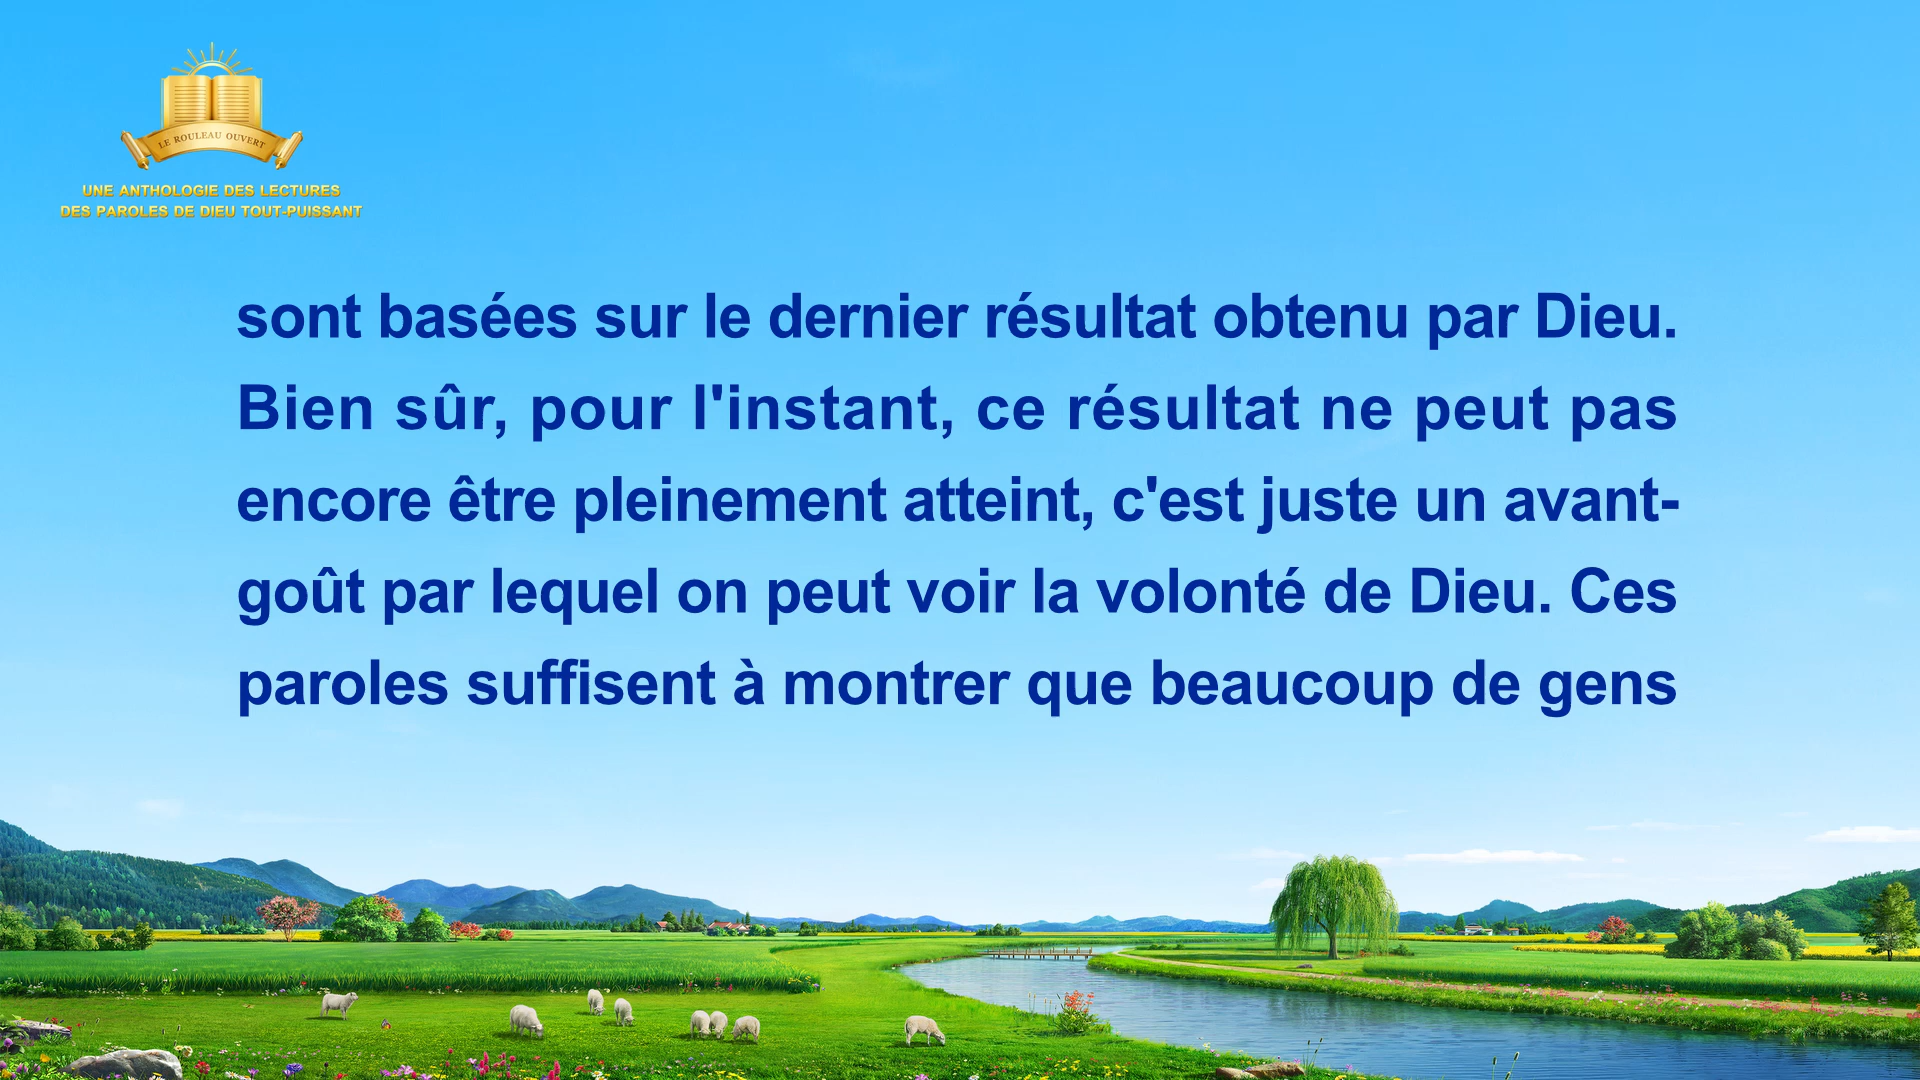 LE ROULEAU OUVERT
UNE ANTHOLOGIE DES LECTURES
DES PAROLES DE DIEU TOUT-PUISSANT
sont basées sur le dernier résultat obtenu par Dieu.
Bien sûr, pour l'instant, ce résultat ne peut pas
encore être pleinement atteint, c'est juste un avant-
goût par lequel on peut voir la volonté de Dieu. Ces
paroles suffisent à montrer que beaucoup de gens